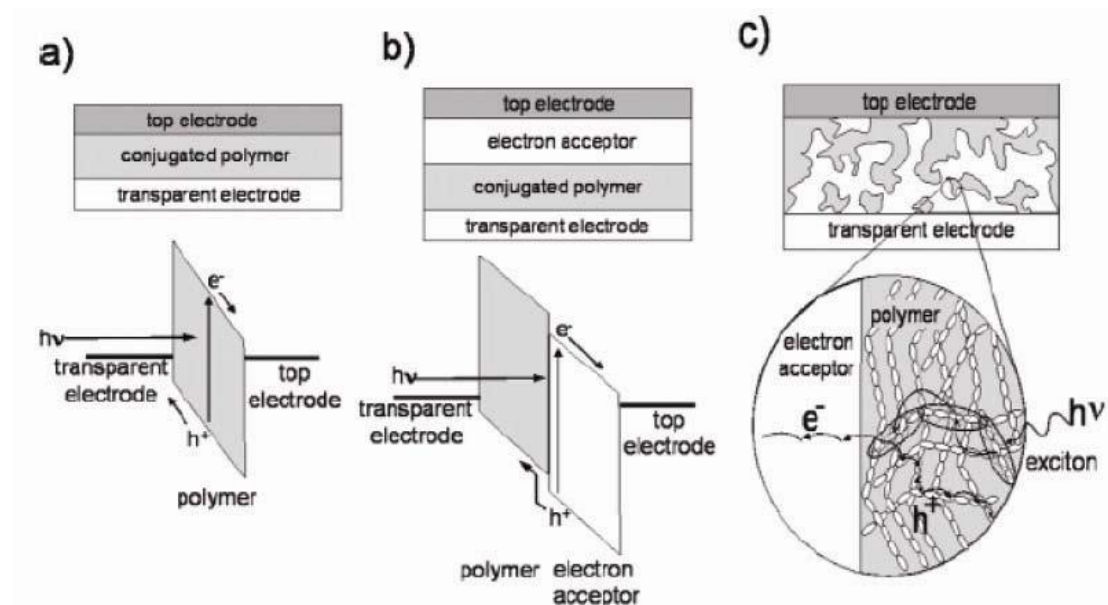 a)
top electrode
conjugated polymer
transparent electrode
e-
hν
transparent
electrode
top
electrode
h+
polymer
b)
top electrode
electron acceptor
conjugated polymer
transparent electrode
e-
hν
transparent
electrode
top
electrode
h+
polymer electron
acceptor
c)
top electrode
transparent electrode
polymer
electron
acceptor
e-
hν
exciton
h+